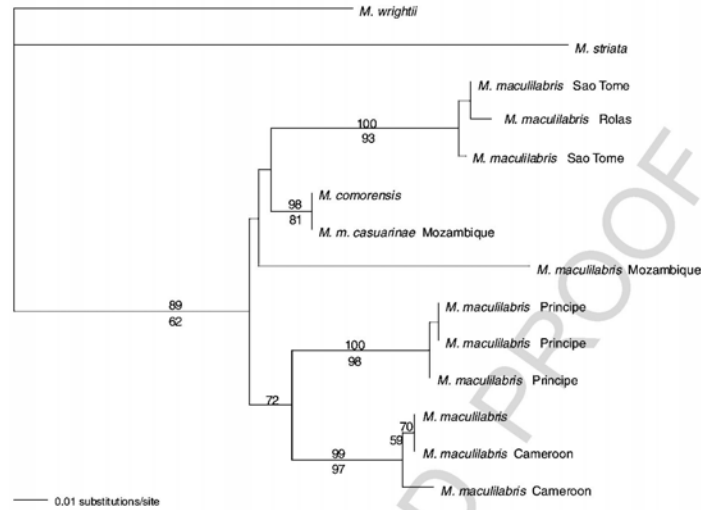 M. wrightii
M. striata
M. maculilabris Sao Tome
100
M. maculilabris Rolas
93
M. maculilabris Sao Tome
M. comorensis
98
81
M. m. casuarinae Mozambique
M. maculilabris Mozambique
89
62
M. maculilabris Principe
100
M. maculilabris Principe
98
M. maculilabris Principe
72
M. maculilabris
70
59
M. maculilabris Cameroon
99
97
M. maculilabris Cameroon
0.01 substitutions/site
D PROOF